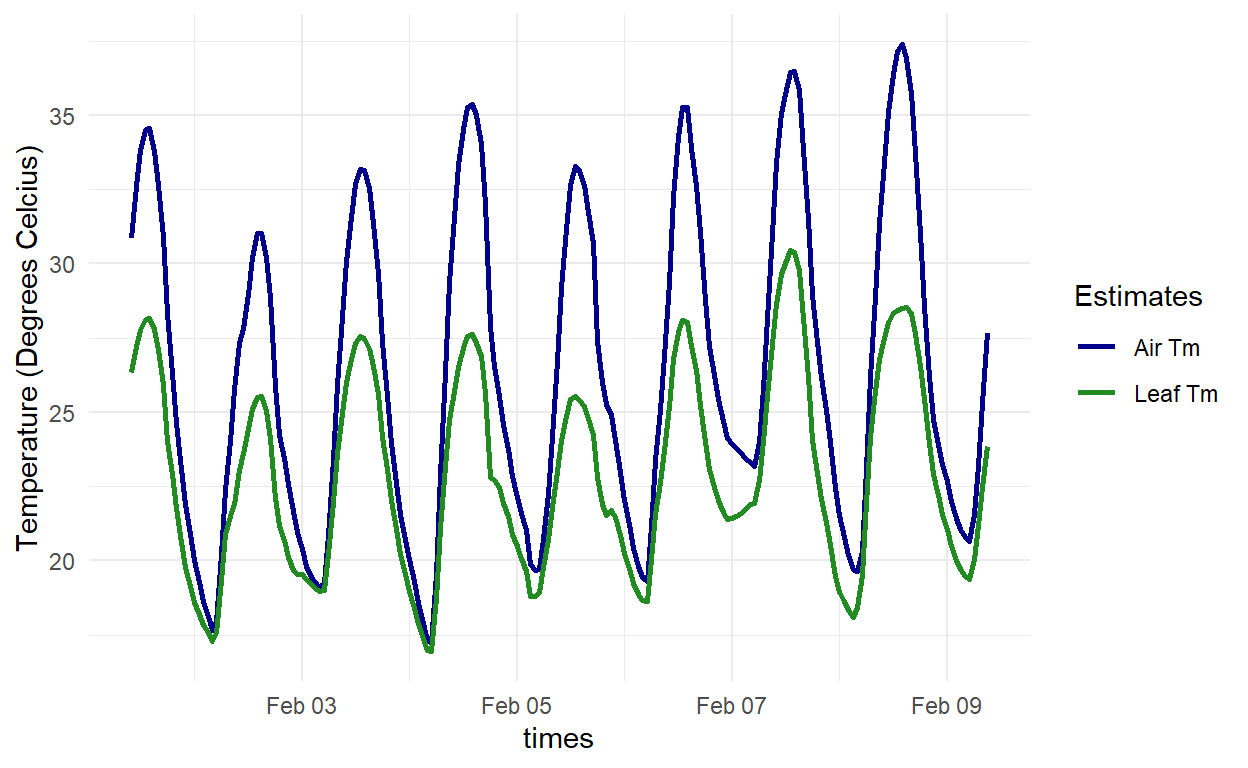 Temperature (Degrees Celcius)
35
30
25
20
Feb 03
Feb 05
Feb 07
Feb 09
times
Estimates
Air Tm
Leaf Tm